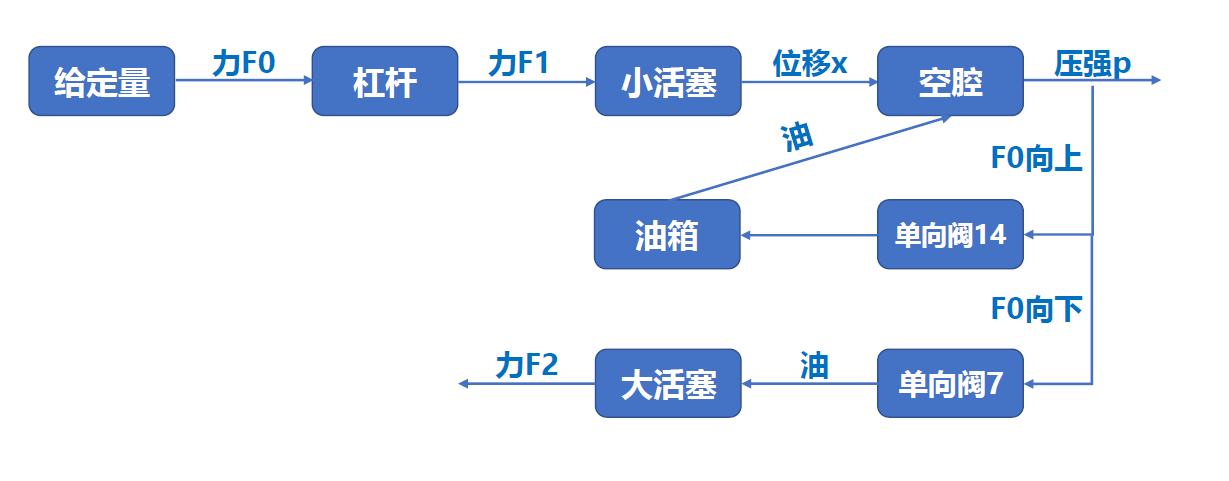 给定量
力F0
杠杆
力F1
小活塞
位移x
空腔
压强p
油
F0向上
油箱
单向阀14
F0向下
力F2
大活塞
油
单向阀7